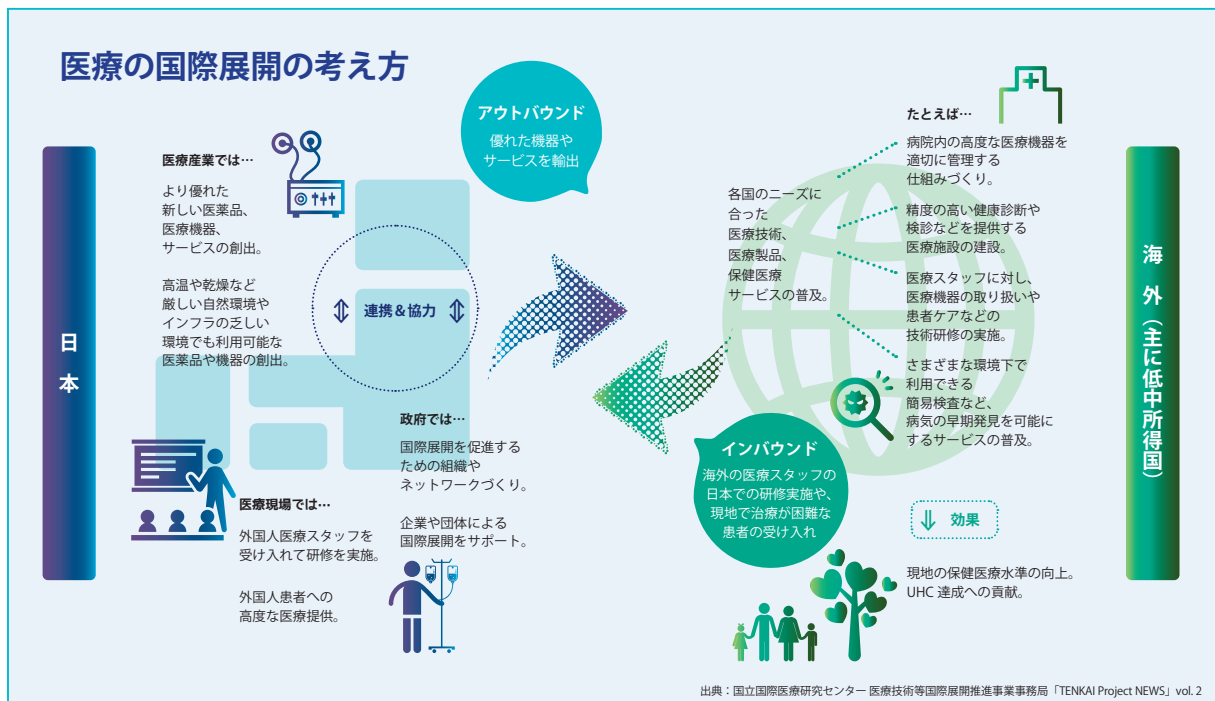 医療の国際展開の考え方
日本
医療産業では…
より優れた
新しい医薬品、
医療機器、
サービスの創出。
高温や乾燥など
厳しい自然環境や
インフラの乏しい
環境でも利用可能な
医薬品や機器の創出。
連携&協力
医療現場では…
外国人医療スタッフを
受け入れて研修を実施。
外国人患者への
高度な医療提供。
政府では…
国際展開を促進する
ための組織や
ネットワークづくり。
企業や団体による
国際展開をサポート。
アウトバウンド
優れた機器や
サービスを輸出
インバウンド
海外の医療スタッフの
日本での研修実施や、
現地で治療が困難な
患者の受け入れ
各国のニーズに
合った
医療技術、
医療製品、
保健医療
サービスの普及。
たとえば…
病院内の高度な医療機器を
適切に管理する
仕組みづくり。
精度の高い健康診断や
検診などを提供する
医療施設の建設。
医療スタッフに対し、
医療機器の取り扱いや
患者ケアなどの
技術研修の実施。
さまざまな環境下で
利用できる
簡易検査など、
病気の早期発見を可能に
するサービスの普及。
効果
現地の保健医療水準の向上。
UHC 達成への貢献。
海外(主に低中所得国)
出典:国立国際医療研究センター 医療技術等国際展開推進事業事務局「TENKAI Project NEWS」vol. 2